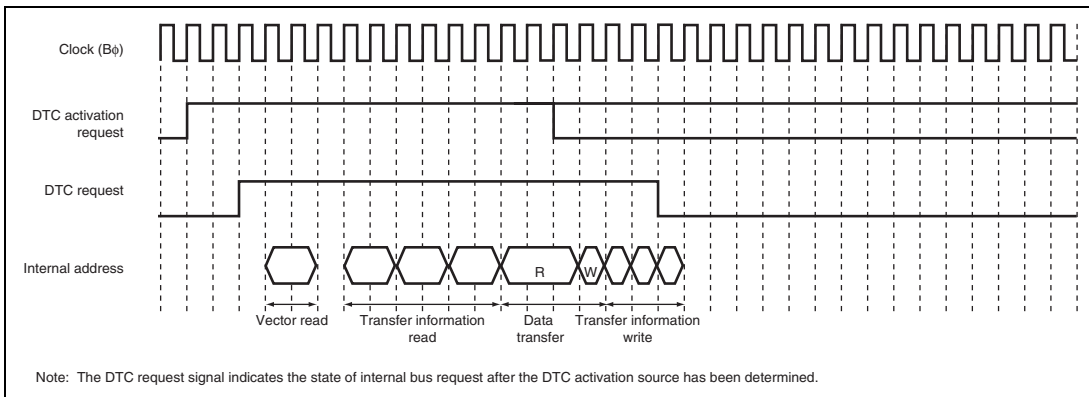 Clock (Bφ)
DTC activation
request
DTC request
Internal address
R
W
Vector read
Transfer information
read
Data
transfer
Transfer information
write
Note: The DTC request signal indicates the state of internal bus request after the DTC activation source has been determined.